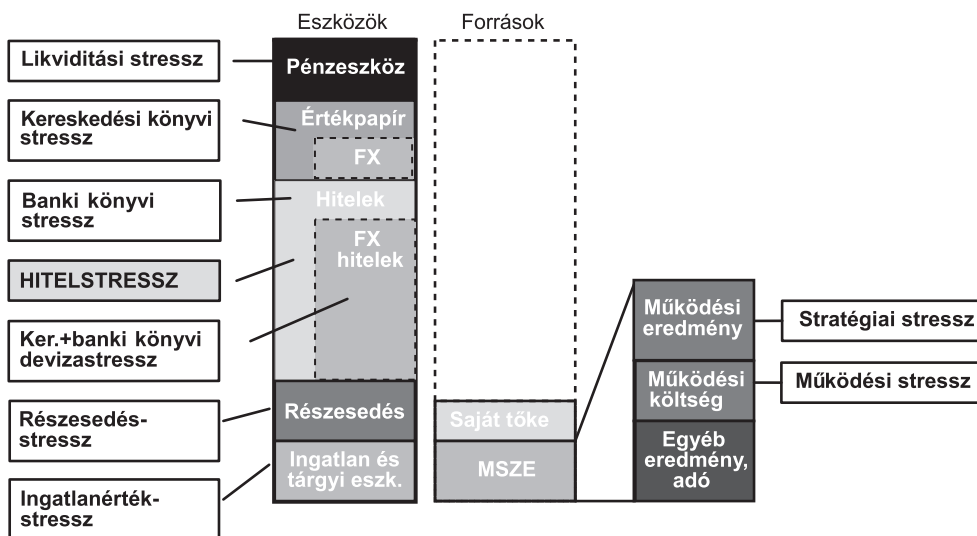 Eszközök
Források
Likviditási stressz
Kereskedési könyvi
stressz
Banki könyvi
stressz
HITELSTRESSZ
Ker.+banki könyvi
devizastressz
Részesedés-
stressz
Ingatlanérték-
stressz
Pénzeszköz
Értékpapír
FX
Hitelek
FX
hitelek
Részesedés
Ingatlan és
tárgyi eszk.
Saját tőke
MSZE
Működési
eredmény
Működési
költség
Egyéb
eredmény,
adó
Stratégiai stressz
Működési stressz